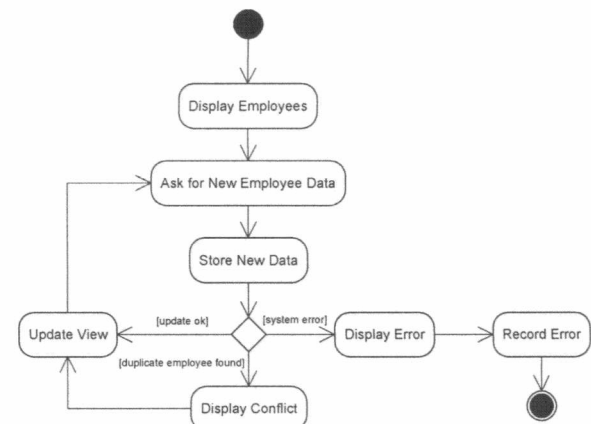 Display Employees
Ask for New Employee Data
Store New Data
[update ok]
[system error]
Update View
Display Error
Record Error
[duplicate employee found]
Display Conflict